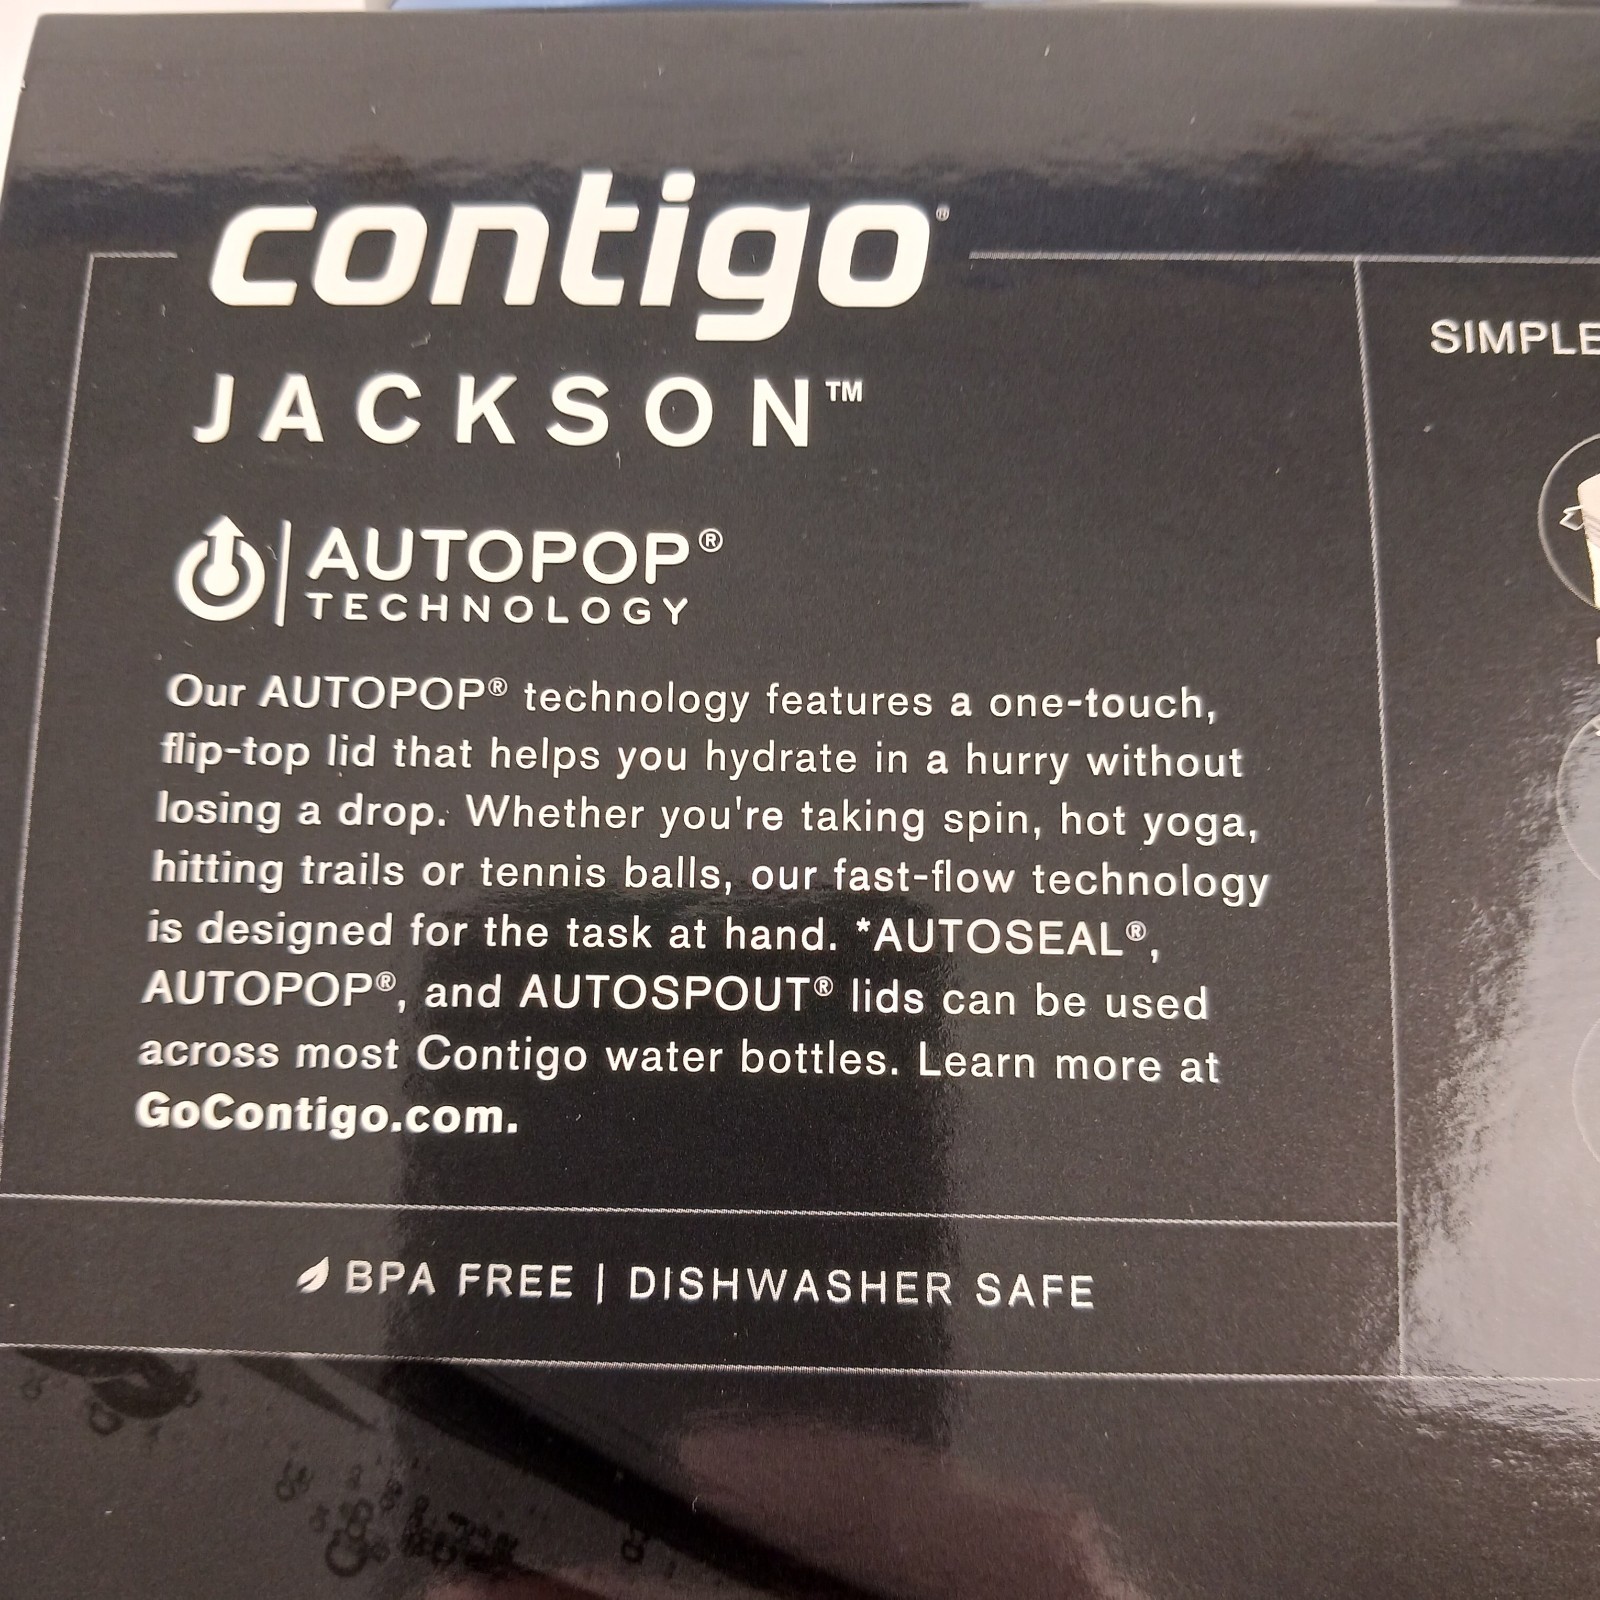 contigo®
JACKSON™
AUTOPOP®
TECHNOLOGY
Our AUTOPOP® technology features a one-touch,
flip-top lid that helps you hydrate in a hurry without
losing a drop. Whether you're taking spin, hot yoga,
hitting trails or tennis balls, our fast-flow technology
is designed for the task at hand. *AUTOSEAL®,
AUTOPOP®, and AUTOSPOUT® lids can be used
across most Contigo water bottles. Learn more at
GoContigo.com.
BPA FREE | DISHWASHER SAFE
SIMPLE